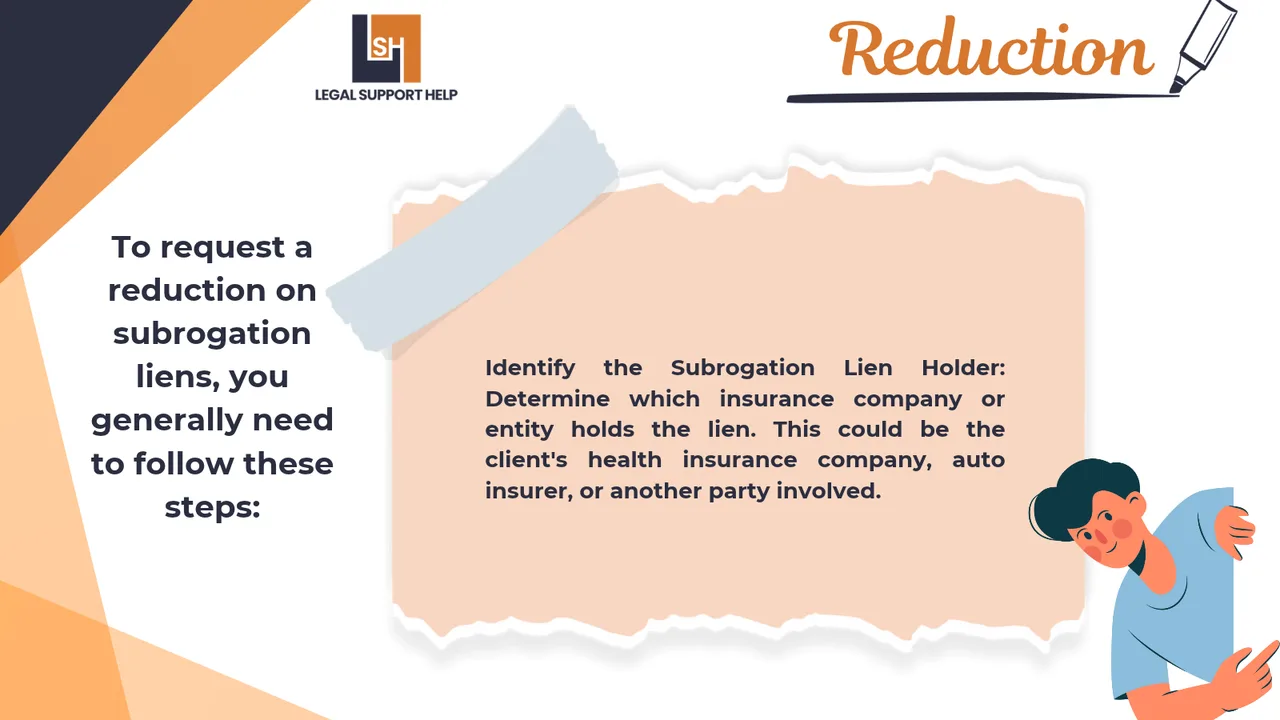 LSH
LEGAL SUPPORT HELP
Reduction
To request a
reduction on
subrogation
liens, you
generally need
to follow these
steps:
Identify the Subrogation Lien Holder:
Determine which insurance company or
entity holds the lien. This could be the
client's health insurance company, auto
insurer, or another party involved.